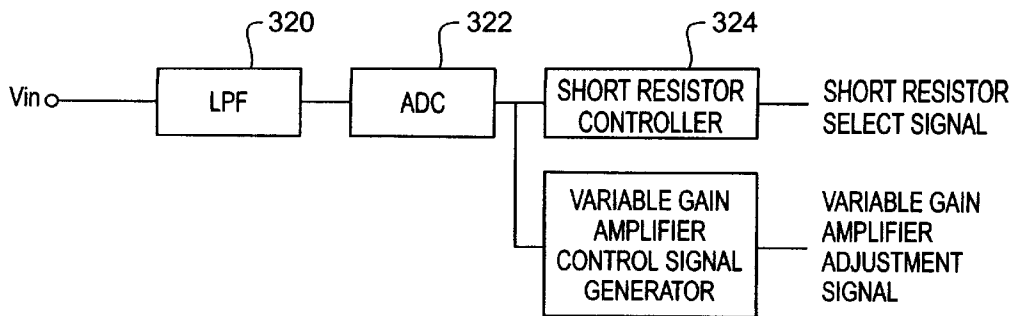 320
322
324
Vin
LPF
ADC
SHORT RESISTOR
CONTROLLER
SHORT RESISTOR
SELECT SIGNAL
VARIABLE GAIN
AMPLIFIER
CONTROL SIGNAL
GENERATOR
VARIABLE GAIN
AMPLIFIER
ADJUSTMENT
SIGNAL